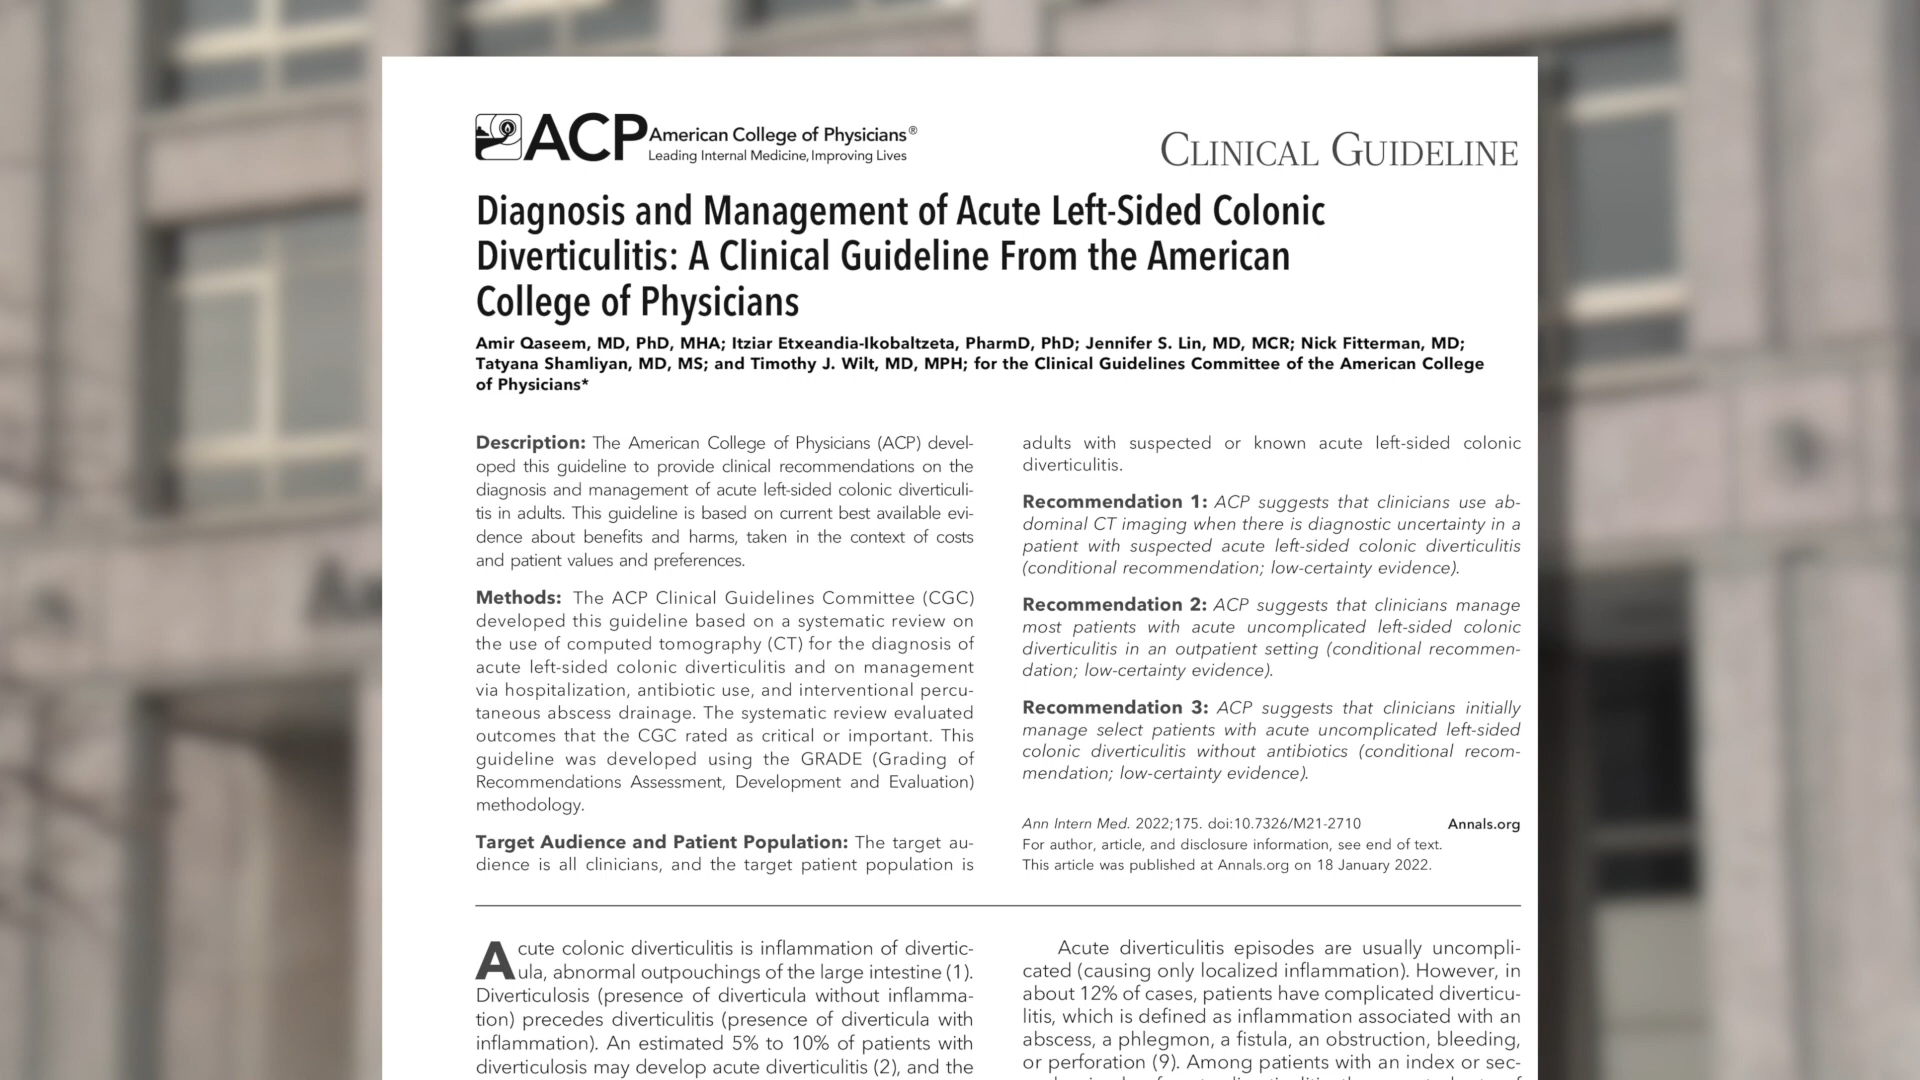 ACP American College of Physicians®
Leading Internal Medicine, Improving Lives
CLINICAL GUIDELINE
Diagnosis and Management of Acute Left-Sided Colonic
Diverticulitis: A Clinical Guideline From the American
College of Physicians
Amir Qaseem, MD, PhD, MHA; Itziar Etxeandia-Ikobaltzeta, PharmD, PhD; Jennifer S. Lin, MD, MCR; Nick Fitterman, MD;
Tatyana Shamliyan, MD, MS; and Timothy J. Wilt, MD, MPH; for the Clinical Guidelines Committee of the American College
of Physicians*
Description: The American College of Physicians (ACP) devel-
oped this guideline to provide clinical recommendations on the
diagnosis and management of acute left-sided colonic diverticuli-
tis in adults. This guideline is based on current best available evi-
dence about benefits and harms, taken in the context of costs
and patient values and preferences.
Methods: The ACP Clinical Guidelines Committee (CGC)
developed this guideline based on a systematic review on
the use of computed tomography (CT) for the diagnosis of
acute left-sided colonic diverticulitis and on management
via hospitalization, antibiotic use, and interventional percu-
taneous abscess drainage. The systematic review evaluated
outcomes that the CGC rated as critical or important. This
guideline was developed using the GRADE (Grading of
Recommendations Assessment, Development and Evaluation)
methodology.
Target Audience and Patient Population: The target au-
dience is all clinicians, and the target patient population is
adults with suspected or known acute left-sided colonic
diverticulitis.
Recommendation 1: ACP suggests that clinicians use ab-
dominal CT imaging when there is diagnostic uncertainty in a
patient with suspected acute left-sided colonic diverticulitis
(conditional recommendation; low-certainty evidence).
Recommendation 2: ACP suggests that clinicians manage
most patients with acute uncomplicated left-sided colonic
diverticulitis in an outpatient setting (conditional recommen-
dation; low-certainty evidence).
Recommendation 3: ACP suggests that clinicians initially
manage select patients with acute uncomplicated left-sided
colonic diverticulitis without antibiotics (conditional recom-
mendation; low-certainty evidence).
Ann Intern Med. 2022;175. doi:10.7326/M21-2710 Annals.org
For author, article, and disclosure information, see end of text.
This article was published at Annals.org on 18 January 2022.
Acute colonic diverticulitis is inflammation of divertic-
ula, abnormal outpouchings of the large intestine (1).
Diverticulosis (presence of diverticula without inflamma-
tion) precedes diverticulitis (presence of diverticula with
inflammation). An estimated 5% to 10% of patients with
diverticulosis may develop acute diverticulitis (2), and the
Acute diverticulitis episodes are usually uncompli-
cated (causing only localized inflammation). However, in
about 12% of cases, patients have complicated diverticu-
litis, which is defined as inflammation associated with an
abscess, a phlegmon, a fistula, an obstruction, bleeding,
or perforation (9). Among patients with an index or sec-